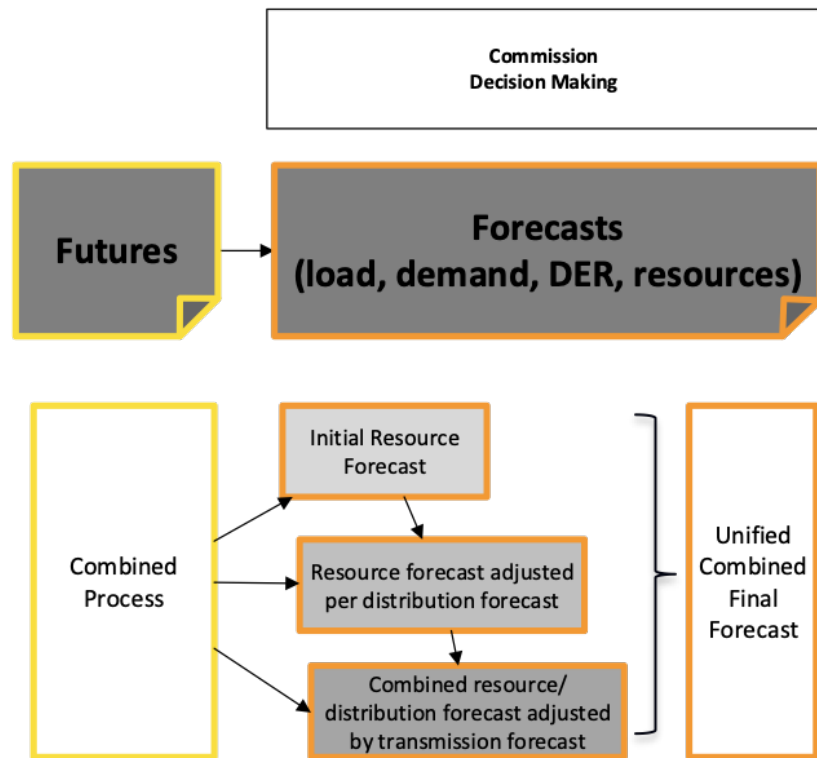 Commission
Decision Making
Futures
Forecasts
(load, demand, DER, resources)
Combined
Process
Initial Resource
Forecast
Resource forecast adjusted
per distribution forecast
Combined resource/
distribution forecast adjusted
by transmission forecast
Unified
Combined
Final
Forecast